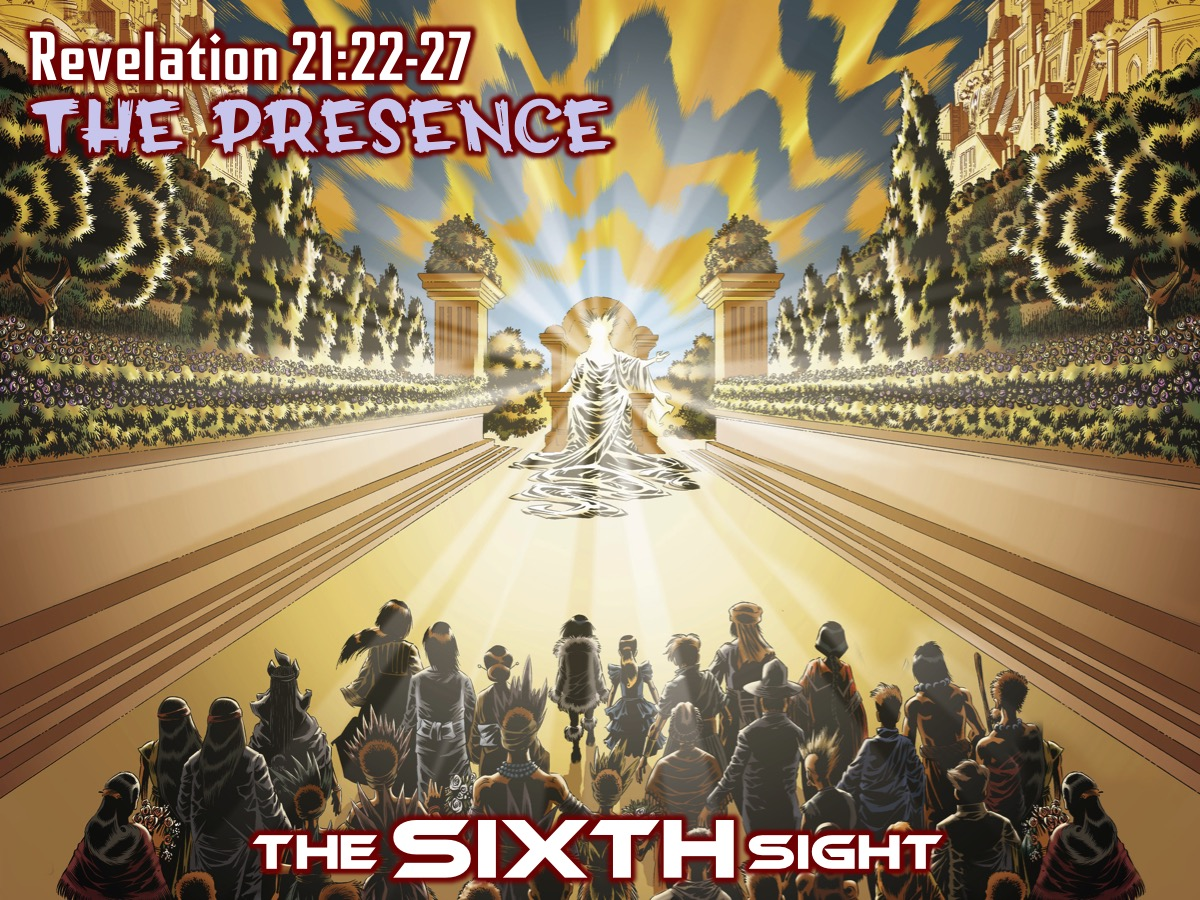 Revelation 21:22-27
THE PRESENCE
THE SIXTH SIGHT